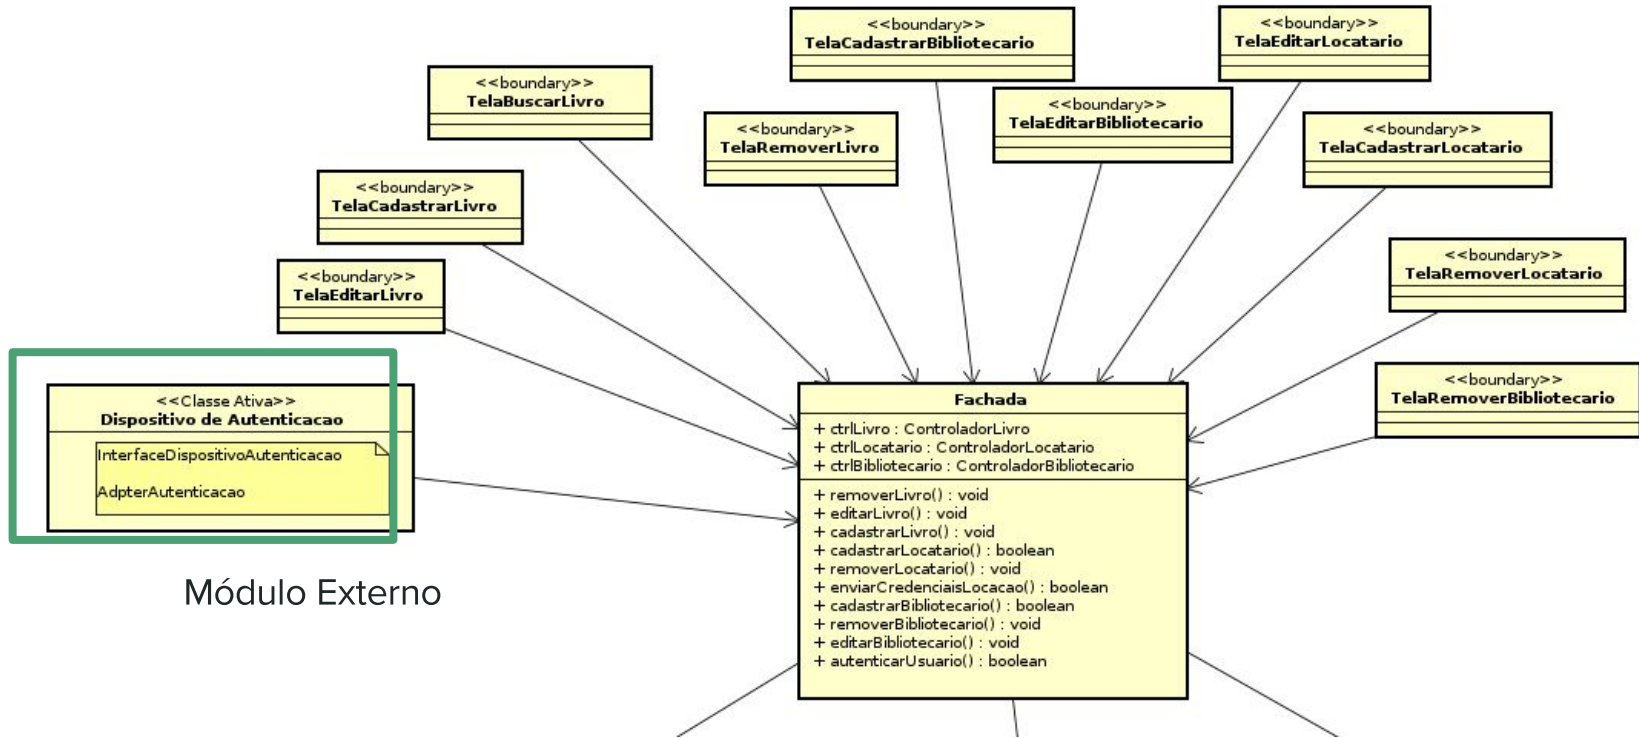 <<boundary>>
TelaCadastrarBibliotecario
<<boundary>>
TelaEditarLocatario
<<boundary>>
TelaBuscarLivro
<<boundary>>
TelaRemoverLivro
<<boundary>>
TelaEditarBibliotecario
<<boundary>>
TelaCadastrarLocatario
<<boundary>>
TelaCadastrarLivro
<<boundary>>
TelaEditarLivro
<<boundary>>
TelaRemoverLocatario
<<boundary>>
TelaRemoverBibliotecario
<<Classe Ativa>>
Dispositivo de Autenticacao
InterfaceDispositivoAutenticacao
AdpterAutenticacao
Módulo Externo
Fachada
+ ctrlLivro : ControladorLivro
+ ctrlLocatario : ControladorLocatario
+ ctrlBibliotecario : ControladorBibliotecario
+ removerLivro() : void
+ editarLivro() : void
+ cadastrarLivro() : void
+ cadastrarLocatario() : boolean
+ removerLocatario() : void
+ enviarCredenciaisLocacao() : boolean
+ cadastrarBibliotecario() : boolean
+ removerBibliotecario() : void
+ editarBibliotecario() : void
+ autenticarUsuario() : boolean